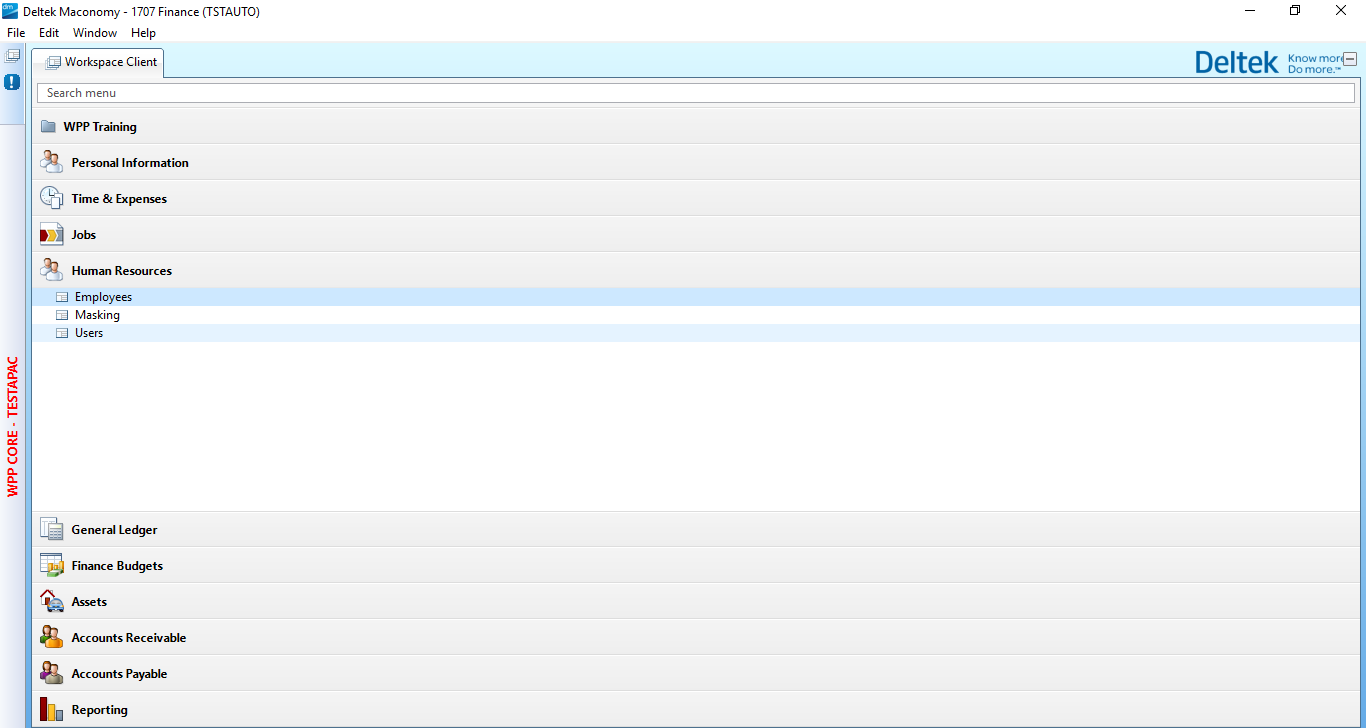 Deltek Maconomy - 1707 Finance (TSTAUTO)
File Edit Window Help
Workspace Client
Deltek Know more
Do more.™
Search menu
WPP Training
Personal Information
Time & Expenses
Jobs
Human Resources
Employees
Masking
Users
WPP CORE - TESTAPAC
General Ledger
Finance Budgets
Assets
Accounts Receivable
Accounts Payable
Reporting